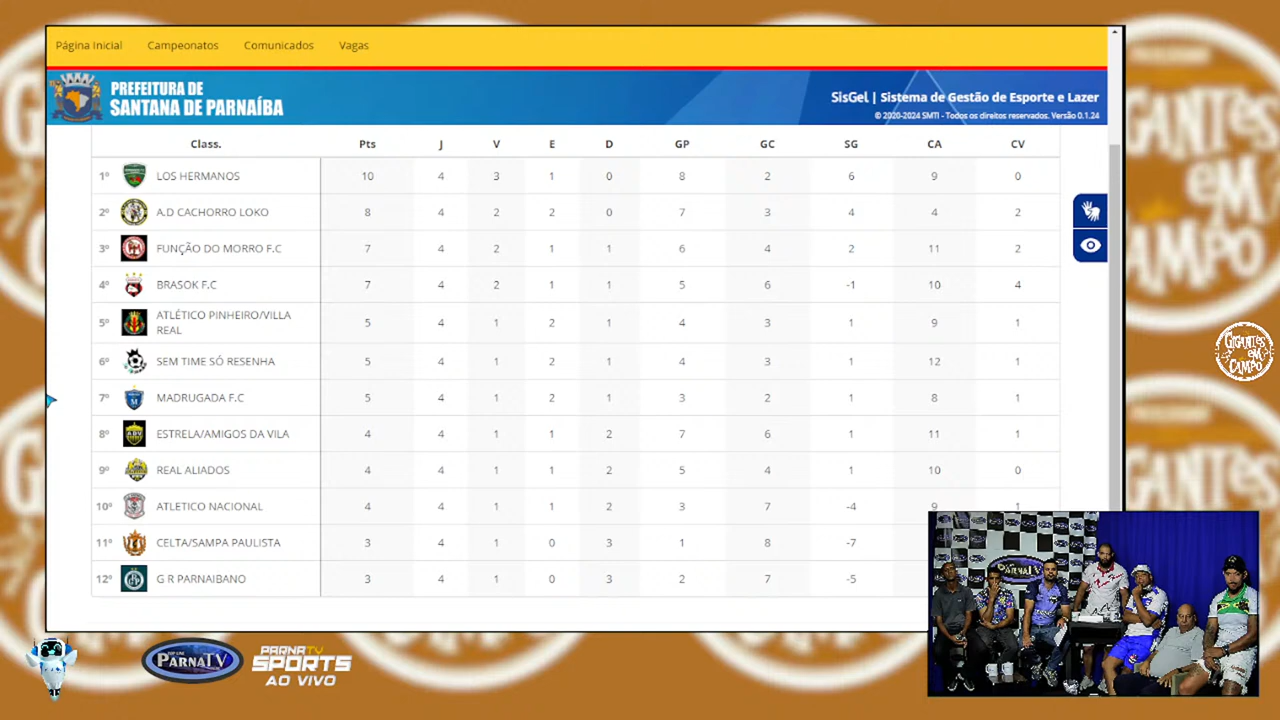 Página Inicial Campeonatos Comunicados Vagas
PREFEITURA DE
SANTANA DE PARNAÍBA
SisGel | Sistema de Gestão de Esporte e Lazer
© 2020-2024 SMTI - Todos os direitos reservados. Versão 0.1.24
Class. Pts J V E D GP GC SG CA CV
1º LOS HERMANOS 10 4 3 1 0 8 2 6 9 0
2º A.D CACHORRO LOKO 8 4 2 2 0 7 3 4 4 2
3º FUNÇÃO DO MORRO F.C 7 4 2 1 1 6 4 2 11 2
4º BRASOK F.C 7 4 2 1 1 5 6 -1 10 4
5º ATLÉTICO PINHEIRO/VILLA
REAL 5 4 1 2 1 4 3 1 9 1
6º SEM TIME SÓ RESENHA 5 4 1 2 1 4 3 1 12 1
7º MADRUGADA F.C 5 4 1 2 1 3 2 1 8 1
8º ESTRELA/AMIGOS DA VILA 4 4 1 1 2 7 6 1 11 1
9º REAL ALIADOS 4 4 1 1 2 5 4 1 10 0
10º ATLETICO NACIONAL 4 4 1 1 2 3 7 -4 9 1
11º CELTA/SAMPA PAULISTA 3 4 1 0 3 1 8 -7
12º G R PARNAIBANO 3 4 1 0 3 2 7 -5
GIGANTES
EM
CAMPO
PARNATV
PARNATV
SPORTS
AO VIVO
PARNATV